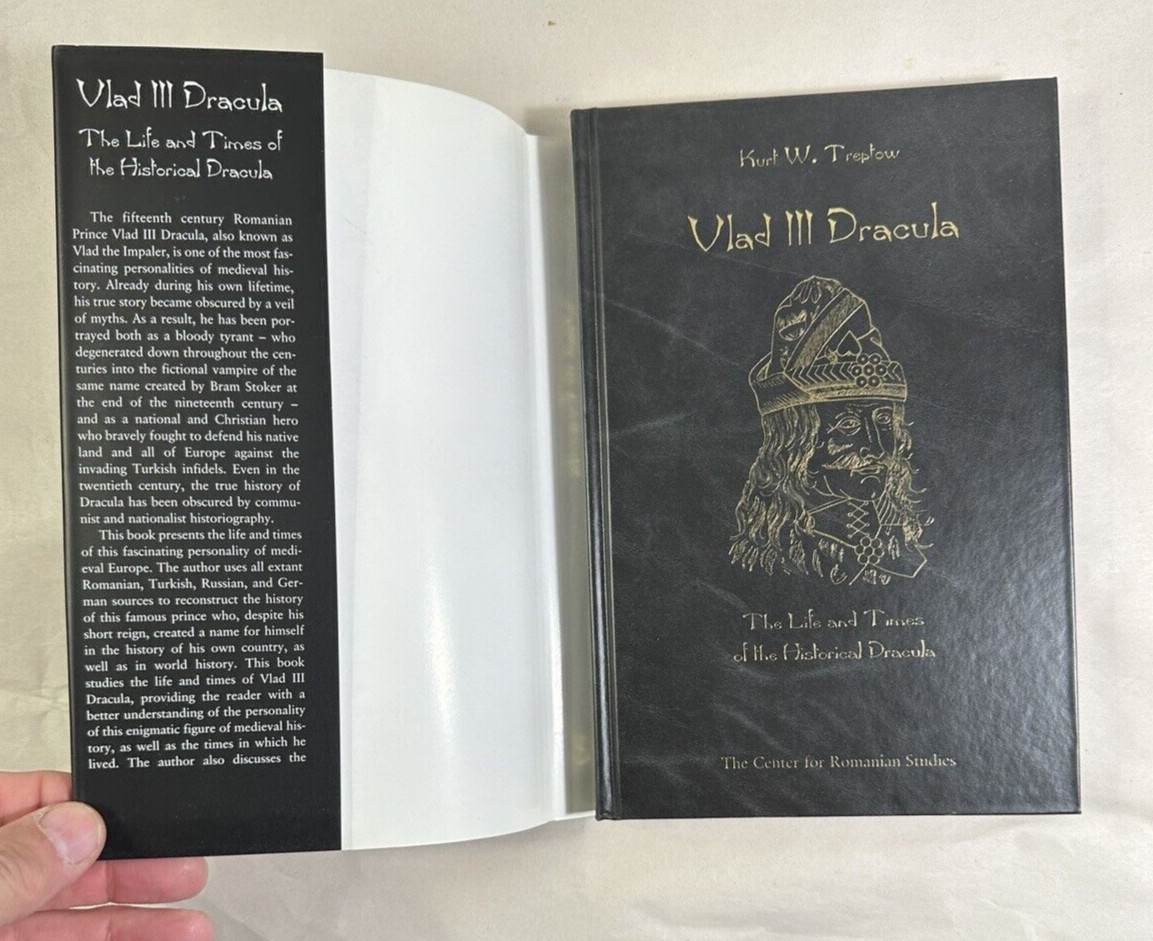 Vlad III Dracula
The Life and Times of
the Historical Dracula
The fifteenth century Romanian
Prince Vlad III Dracula, also known as
Vlad the Impaler, is one of the most fas-
cinating personalities of medieval his-
tory. Already during his own lifetime,
his true story became obscured by a veil
of myths. As a result, he has been por-
trayed both as a bloody tyrant – who
degenerated down throughout the cen-
turies into the fictional vampire of the
same name created by Bram Stoker at
the end of the nineteenth century –
and as a national and Christian hero
who bravely fought to defend his native
land and all of Europe against the
invading Turkish infidels. Even in the
twentieth century, the true history of
Dracula has been obscured by commu-
nist and nationalist historiography.
This book presents the life and times
of this fascinating personality of medi-
eval Europe. The author uses all extant
Romanian, Turkish, Russian, and Ger-
man sources to reconstruct the history
of this famous prince who, despite his
short reign, created a name for himself
in the history of his own country, as
well as in world history. This book
studies the life and times of Vlad III
Dracula, providing the reader with a
better understanding of the personality
of this enigmatic figure of medieval his-
tory, as well as the times in which he
lived. The author also discusses the
Kurt W. Treptow
Vlad III Dracula
The Life and Times
of the Historical Dracula
The Center for Romanian Studies